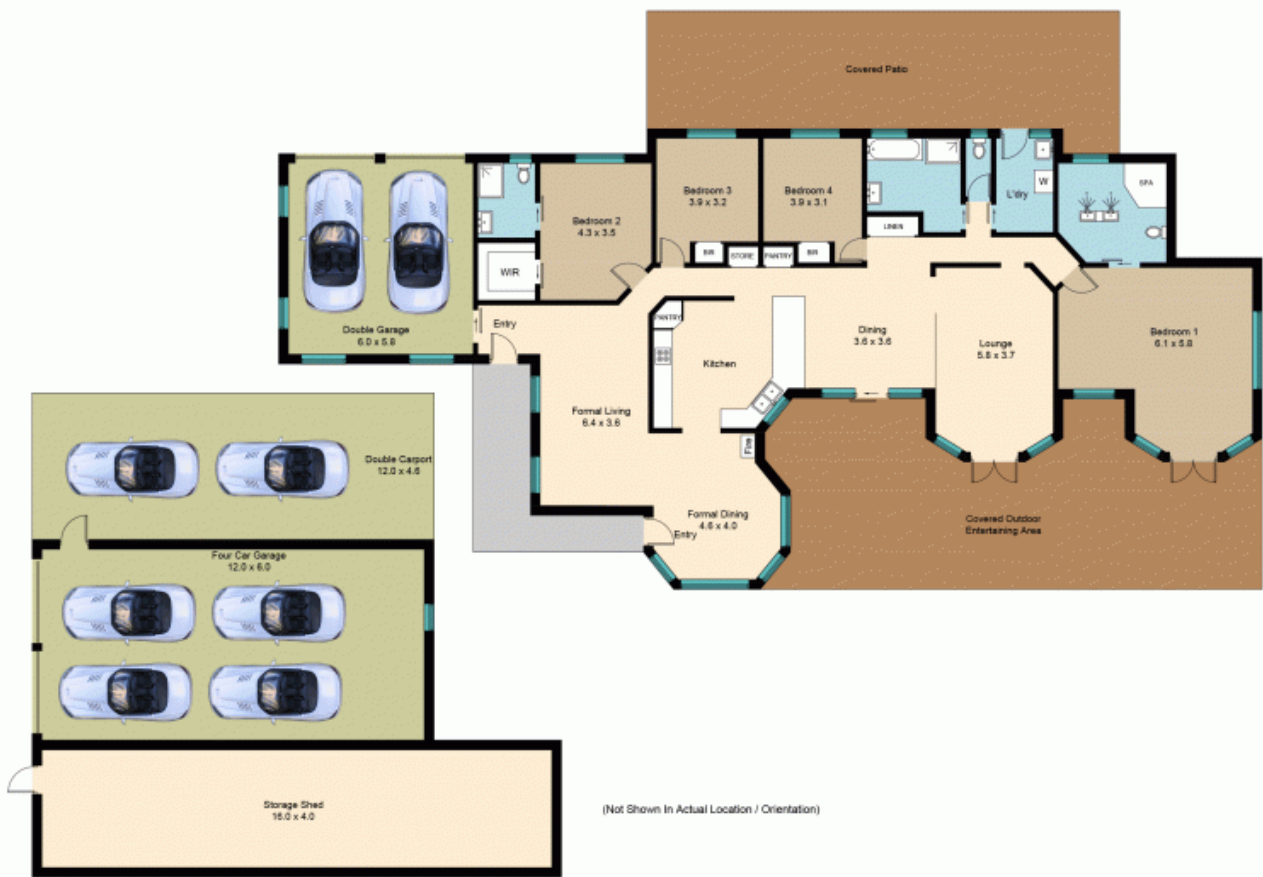 Covered Patio
Bedroom 3
3.9 x 3.2
Bedroom 4
3.9 x 3.1
L'dry
W
SPA
Bedroom 2
4.3 x 3.5
LINEN
WIR
BIR
STORE
PANTRY
BIR
Double Garage
6.0 x 5.8
Entry
PANTRY
Kitchen
Dining
3.6 x 3.6
Lounge
5.8 x 3.7
Bedroom 1
6.1 x 5.8
Formal Living
6.4 x 3.6
Fire
Double Carport
12.0 x 4.6
Formal Dining
4.6 x 4.0
Entry
Covered Outdoor
Entertaining Area
Four Car Garage
12.0 x 6.0
Storage Shed
16.0 x 4.0
(Not Shown In Actual Location / Orientation)